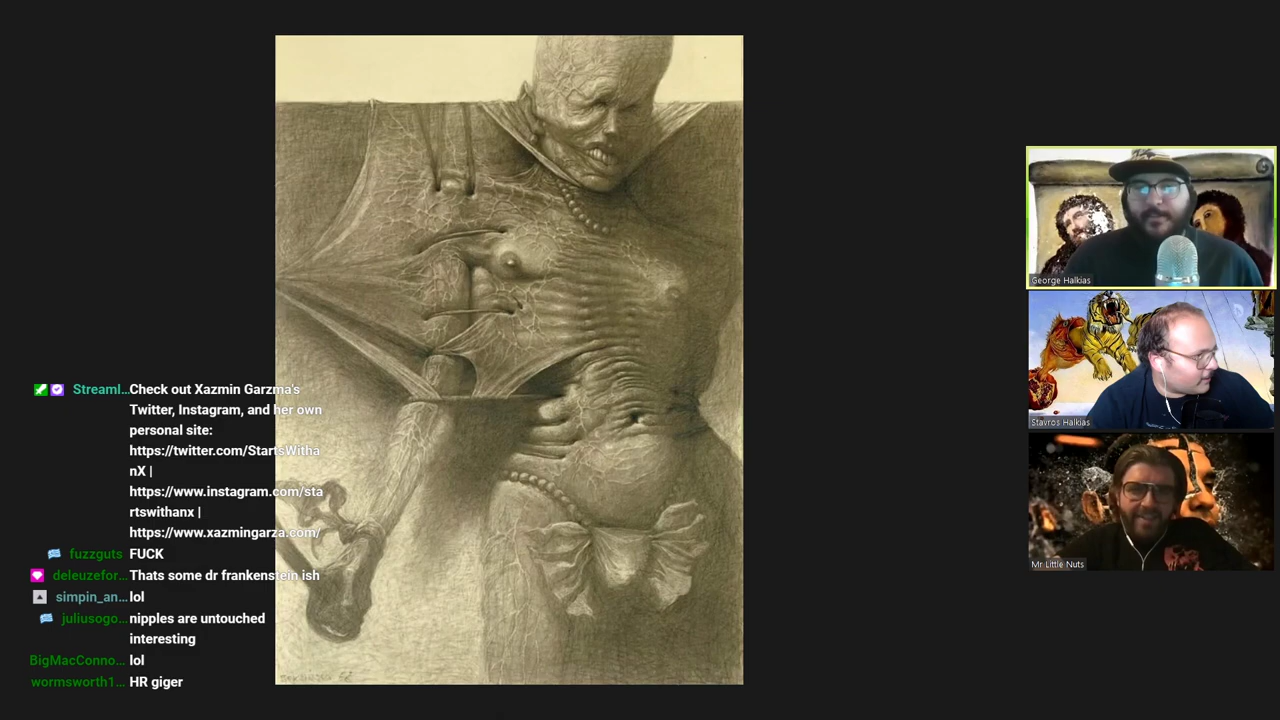 Streaml... Check out Xazmin Garzma's
Twitter, Instagram, and her own
personal site:
https://twitter.com/StartsWitha
nX |
https://www.instagram.com/sta
rtswithanx |
https://www.xazmingarza.com/
fuzzguts FUCK
deleuzefor... Thats some dr frankenstein ish
simpin_an... lol
juliusogo... nipples are untouched
interesting
BigMacConno... lol
wormsworth1... HR giger
George Halkias
Stavros Halkias
Mr Little Nuts